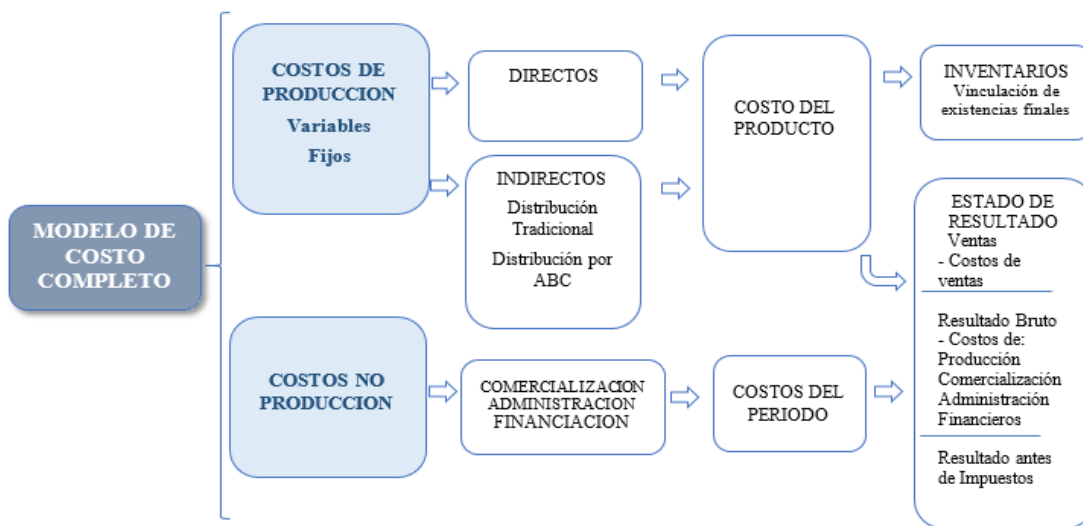 MODELO DE
COSTO
COMPLETO
COSTOS DE
PRODUCCION
Variables
Fijos
DIRECTOS
INDIRECTOS
Distribución
Tradicional
Distribución por
ABC
COSTO DEL
PRODUCTO
INVENTARIOS
Vinculación de
existencias finales
ESTADO DE
RESULTADO
Ventas
- Costos de
ventas
Resultado Bruto
- Costos de:
Producción
Comercialización
Administración
Financieros
Resultado antes
de Impuestos
COSTOS NO
PRODUCCION
COMERCIALIZACION
ADMINISTRACION
FINANCIACION
COSTOS DEL
PERIODO